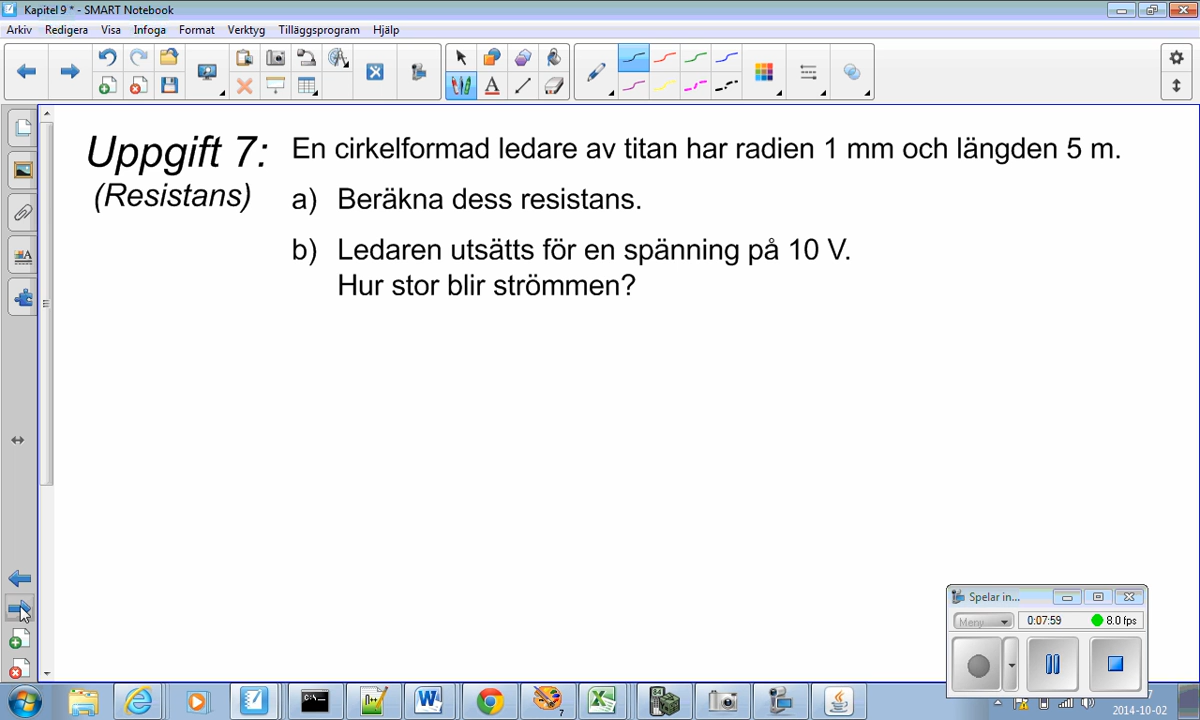 Kapitel 9 * - SMART Notebook
Arkiv Redigera Visa Infoga Format Verktyg Tilläggsprogram Hjälp
Uppgift 7: En cirkelformad ledare av titan har radien 1 mm och längden 5 m.
(Resistans) a) Beräkna dess resistans.
b) Ledaren utsätts för en spänning på 10 V.
Hur stor blir strömmen?
Spelar in...
Meny 0:07:59 8.0 fps
2014-10-02